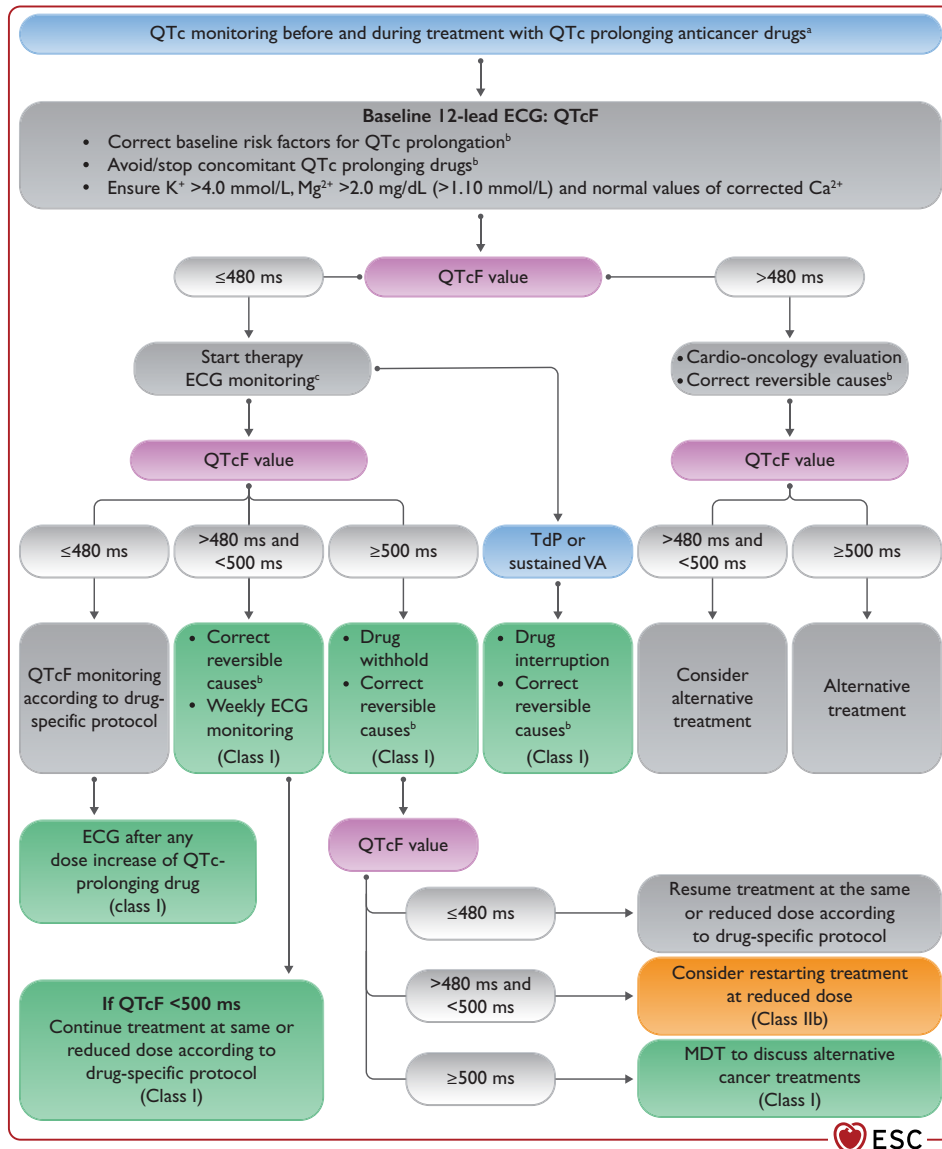 QTc monitoring before and during treatment with QTc prolonging anticancer drugsᵃ
Baseline 12-lead ECG: QTcF
• Correct baseline risk factors for QTc prolongationᵇ
• Avoid/stop concomitant QTc prolonging drugsᵇ
• Ensure K⁺ >4.0 mmol/L, Mg²⁺ >2.0 mg/dL (>1.10 mmol/L) and normal values of corrected Ca²⁺
≤480 ms
QTcF value
>480 ms
Start therapy
ECG monitoringᶜ
• Cardio-oncology evaluation
• Correct reversible causesᵇ
QTcF value
QTcF value
≤480 ms
>480 ms and
<500 ms
≥500 ms
TdP or
sustained VA
>480 ms and
<500 ms
≥500 ms
QTcF monitoring
according to drug-
specific protocol
• Correct
reversible
causesᵇ
• Weekly ECG
monitoring
(Class I)
• Drug
withhold
• Correct
reversible
causesᵇ
(Class I)
• Drug
interruption
• Correct
reversible
causesᵇ
(Class I)
Consider
alternative
treatment
Alternative
treatment
ECG after any
dose increase of QTc-
prolonging drug
(class I)
QTcF value
≤480 ms
Resume treatment at the same
or reduced dose according
to drug-specific protocol
>480 ms and
<500 ms
Consider restarting treatment
at reduced dose
(Class IIb)
If QTcF <500 ms
Continue treatment at same or
reduced dose according to
drug-specific protocol
(Class I)
≥500 ms
MDT to discuss alternative
cancer treatments
(Class I)
ESC